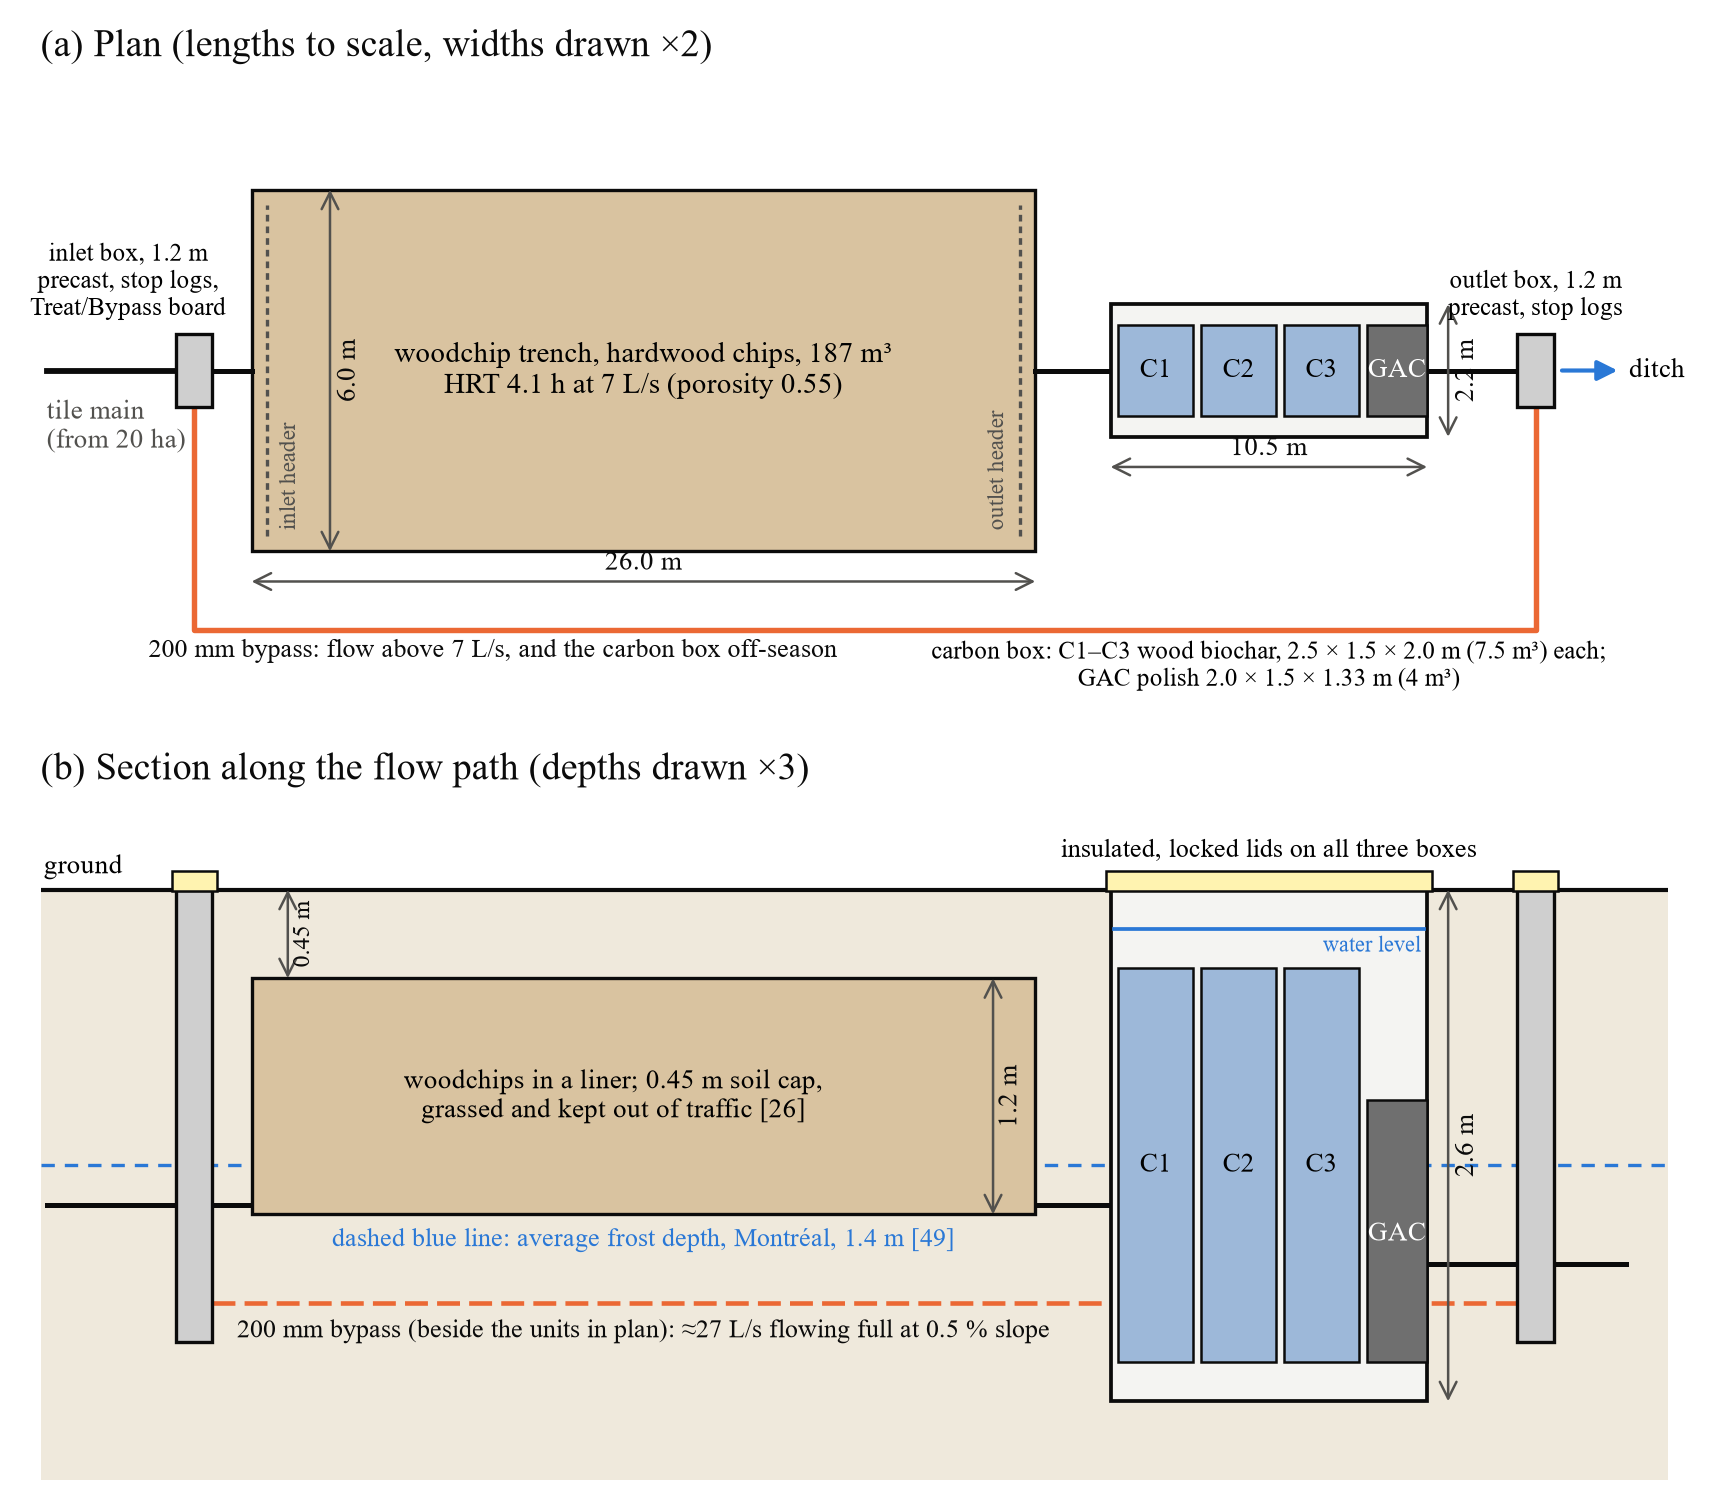 (a) Plan (lengths to scale, widths drawn ×2)
inlet box, 1.2 m
precast, stop logs,
Treat/Bypass board
tile main
(from 20 ha)
inlet header
6.0 m
woodchip trench, hardwood chips, 187 m³
HRT 4.1 h at 7 L/s (porosity 0.55)
outlet header
26.0 m
C1
C2
C3
GAC
10.5 m
2.2 m
outlet box, 1.2 m
precast, stop logs
ditch
200 mm bypass: flow above 7 L/s, and the carbon box off-season
carbon box: C1–C3 wood biochar, 2.5 × 1.5 × 2.0 m (7.5 m³) each;
GAC polish 2.0 × 1.5 × 1.33 m (4 m³)
(b) Section along the flow path (depths drawn ×3)
ground
insulated, locked lids on all three boxes
0.45 m
water level
woodchips in a liner; 0.45 m soil cap,
grassed and kept out of traffic [26]
1.2 m
C1
C2
C3
GAC
2.6 m
dashed blue line: average frost depth, Montréal, 1.4 m [49]
200 mm bypass (beside the units in plan): ≈27 L/s flowing full at 0.5 % slope